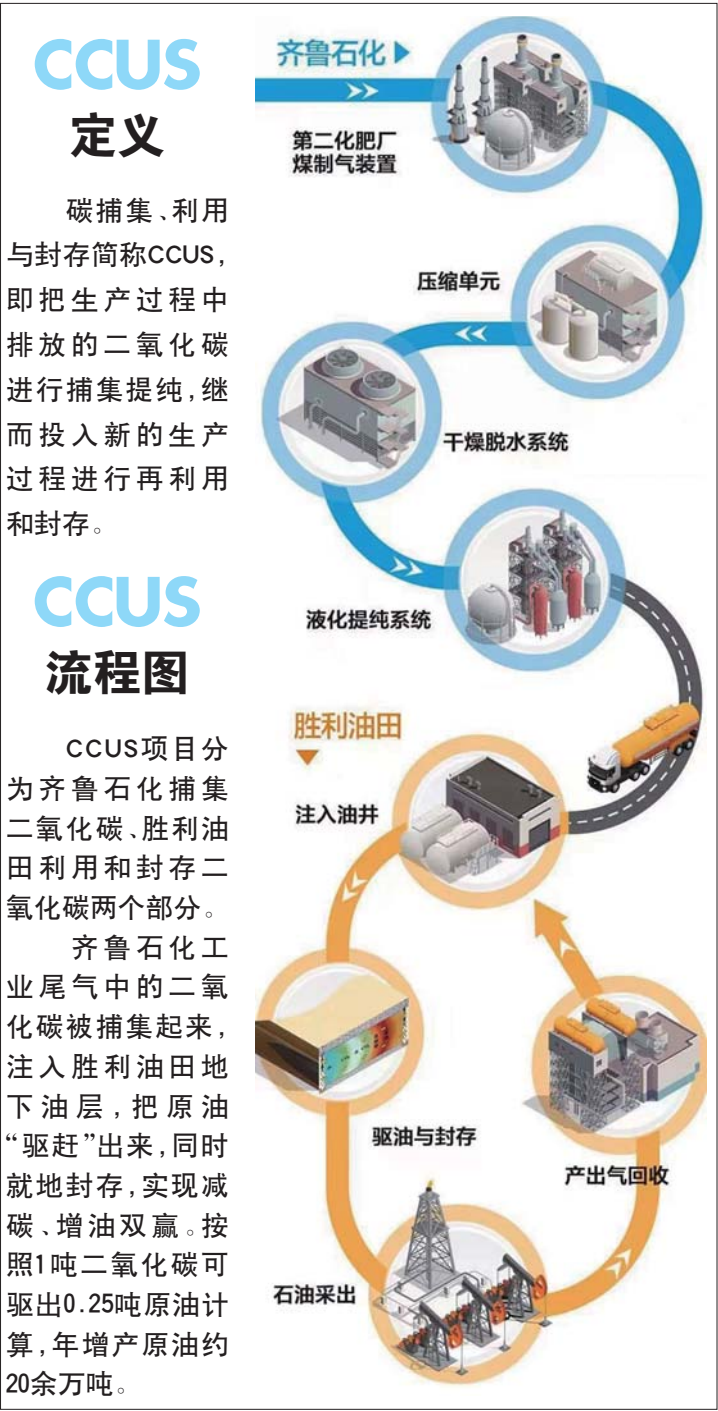 CCUS
定义
碳捕集、利用
与封存简称CCUS,
即把生产过程中
排放的二氧化碳
进行捕集提纯,继
而投入新的生产
过程进行再利用
和封存。
CCUS
流程图
CCUS项目分
为齐鲁石化捕集
二氧化碳、胜利油
田利用和封存二
氧化碳两个部分。
齐鲁石化工
业尾气中的二氧
化碳被捕集起来,
注入胜利油田地
下油层,把原油
“驱赶”出来,同时
就地封存,实现减
碳、增油双赢。按
照1吨二氧化碳可
驱出0.25吨原油计
算,年增产原油约
20余万吨。
齐鲁石化
第二化肥厂
煤制气装置
压缩单元
干燥脱水系统
液化提纯系统
胜利油田
注入油井
驱油与封存
产出气回收
石油采出